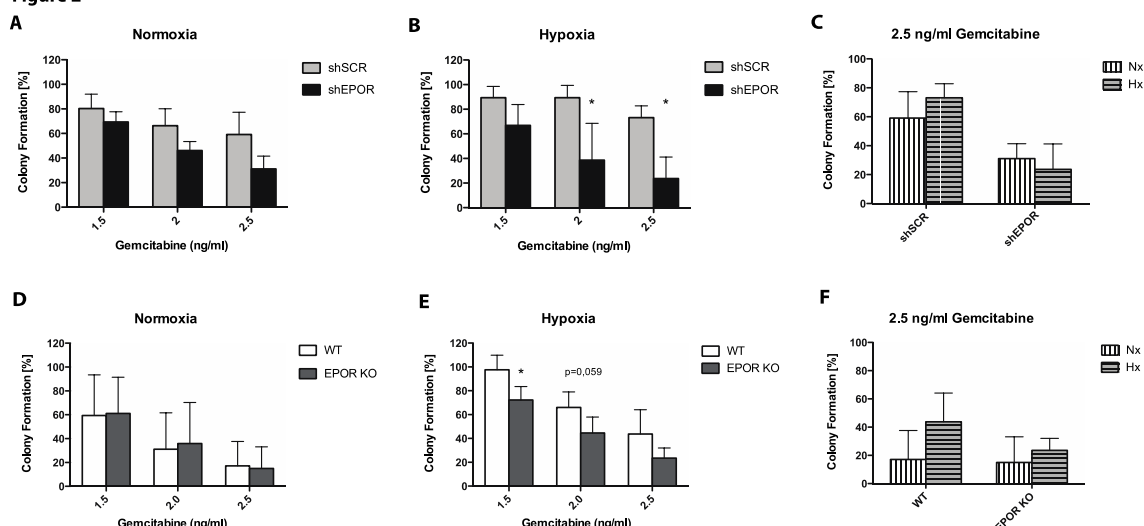 Figure 2
A
Normoxia
Colony Formation [%]
120
100
80
60
40
20
0
1.5
2
2.5
Gemcitabine (ng/ml)
shSCR
shEPOR
B
Hypoxia
Colony Formation [%]
120
100
80
60
40
20
0
*
*
1.5
2
2.5
Gemcitabine (ng/ml)
shSCR
shEPOR
C
2.5 ng/ml Gemcitabine
Colony Formation [%]
100
80
60
40
20
0
shSCR
shEPOR
Nx
Hx
D
Normoxia
Colony Formation [%]
120
100
80
60
40
20
0
1.5
2.0
2.5
Gemcitabine (ng/ml)
WT
EPOR KO
E
Hypoxia
Colony Formation [%]
120
100
80
60
40
20
0
*
p=0,059
1.5
2.0
2.5
Gemcitabine (ng/ml)
WT
EPOR KO
F
2.5 ng/ml Gemcitabine
Colony Formation [%]
100
80
60
40
20
0
WT
EPOR KO
Nx
Hx